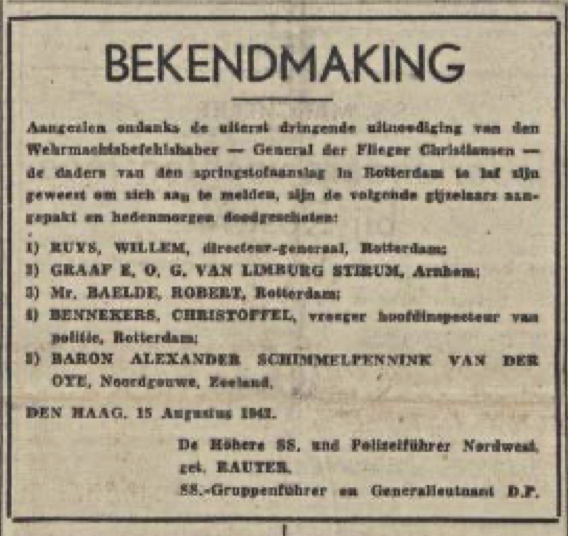 BEKENDMAKING
Aangezien ondanks de uiterst dringende uitnoodiging van den
Wehrmachtsbefehlshaber — General der Flieger Christiansen —
de daders van den springstofaanslag in Rotterdam te laf zijn
geweest om zich aan te melden, zijn de volgende gijzelaars aan-
gepakt en hedenmorgen doodgeschoten:
1) RUYS, WILLEM, directeur-generaal, Rotterdam;
2) GRAAF E. O. G. VAN LIMBURG STIRUM, Arnhem;
3) Mr. BAELDE, ROBERT, Rotterdam;
4) BENNEKERS, CHRISTOFFEL, vroeger hoofdinspecteur van
politie, Rotterdam;
5) BARON ALEXANDER SCHIMMELPENNINK VAN DER
OYE, Noordgouwe, Zeeland.
DEN HAAG, 15 Augustus 1942.
De Höhere SS. und Polizeiführer Nordwest,
get. RAUTER,
SS.-Gruppenführer en Generalleutnant D.P.